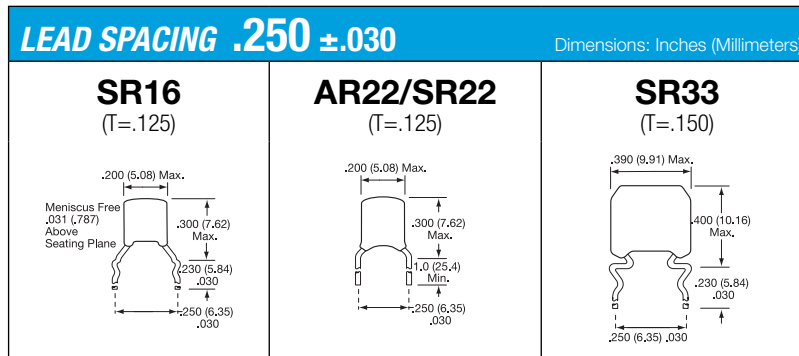 LEAD SPACING .250 ±.030
Dimensions: Inches (Millimeters)
SR16
(T=.125)
.200 (5.08) Max.
Meniscus Free
.031 (.787)
Above
Seating Plane
.300 (7.62)
Max.
.230 (5.84)
.030
.250 (6.35)
.030
AR22/SR22
(T=.125)
.200 (5.08) Max.
.300 (7.62)
Max.
1.0 (25.4)
Min.
.250 (6.35)
.030
SR33
(T=.150)
.390 (9.91) Max.
.400 (10.16)
Max.
.230 (5.84)
.030
.250 (6.35) .030